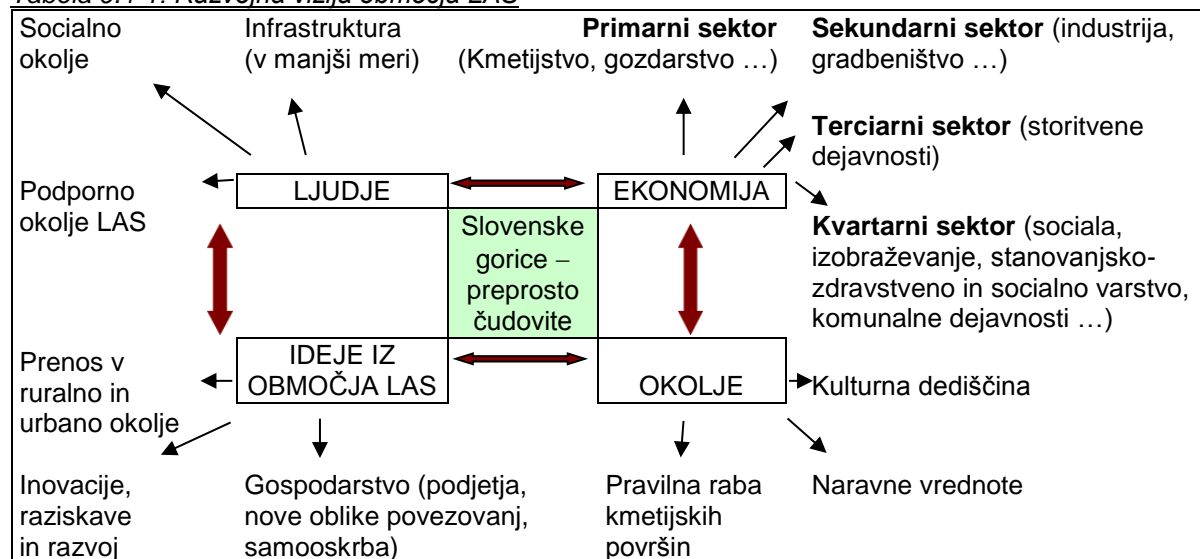 Tabela 5.7-1: Razvojna vizija območja LAS
Socialno
okolje
Infrastruktura
(v manjši meri)
Primarni sektor
(Kmetijstvo, gozdarstvo …)
Sekundarni sektor (industrija,
gradbeništvo …)
Terciarni sektor (storitvene
dejavnosti)
Podporno
okolje LAS
LJUDJE
EKONOMIJA
Kvartarni sektor (sociala,
izobraževanje, stanovanjsko-
zdravstveno in socialno varstvo,
komunalne dejavnosti …)
Slovenske
gorice –
preprosto
čudovite
Prenos v
ruralno in
urbano okolje
IDEJE IZ
OBMOČJA LAS
OKOLJE
Kulturna dediščina
Inovacije,
raziskave
in razvoj
Gospodarstvo (podjetja,
nove oblike povezovanj,
samooskrba)
Pravilna raba
kmetijskih
površin
Naravne vrednote